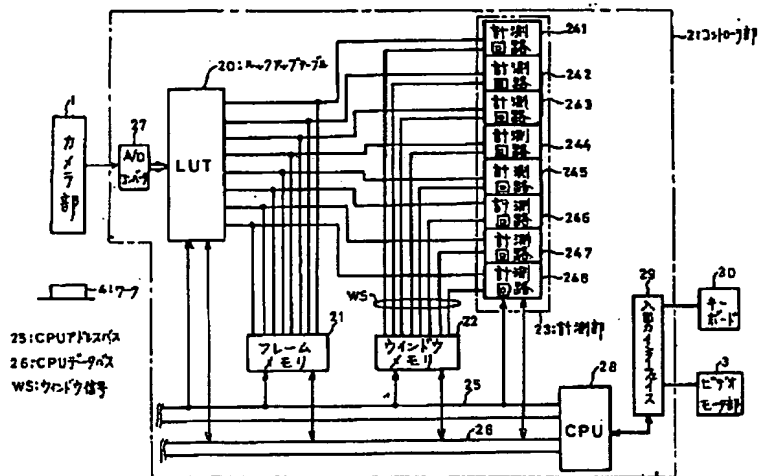 計測
回路
241
計測
回路
242
計測
回路
243
計測
回路
244
計測
回路
245
計測
回路
246
計測
回路
247
計測
回路
248
2:コントローラ部
20:ルックアップテーブル
1
カメラ部
27
A/D
コンバータ
LUT
WS
23:計測部
41ワーク
21
フレーム
メモリ
22
ウィンドウ
メモリ
29
入出力インタフェイス
30
キー
ボード
3
ビデオ
モニタ部
25:CPUアドレスバス
26:CPUデータバス
WS:ウィンドウ信号
25
26
28
CPU